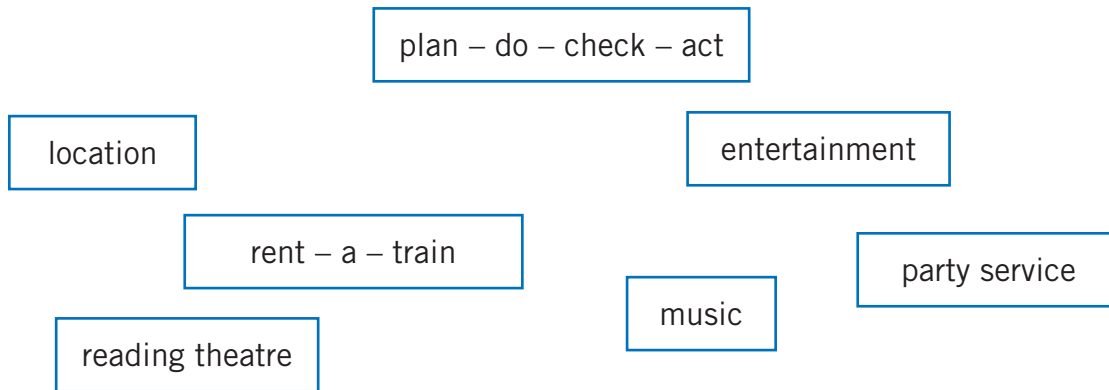 plan – do – check – act
location
entertainment
rent – a – train
party service
music
reading theatre